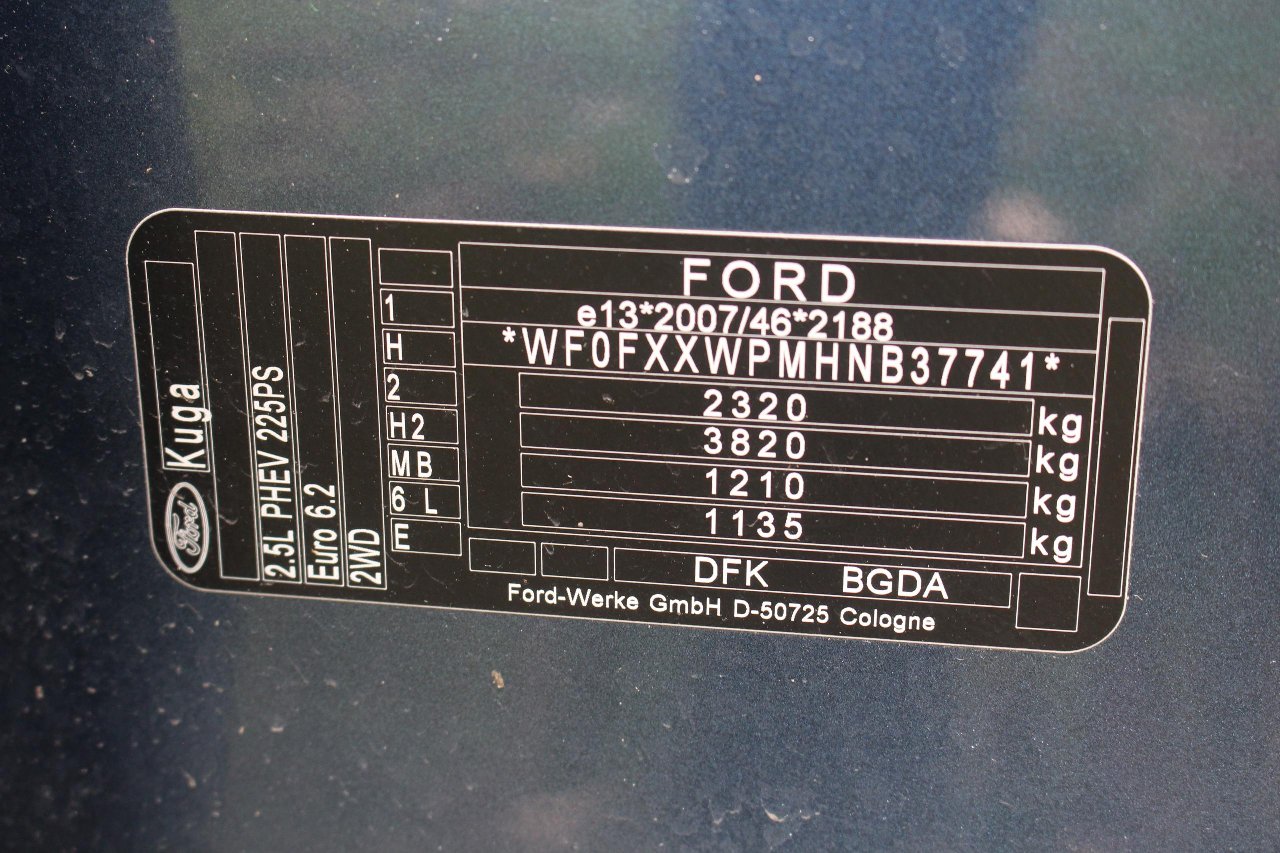 Ford
Kuga
2.5L PHEV 225PS
Euro 6.2
2WD
1
H
2
H2
MB
6 L
E
FORD
e13*2007/46*2188
*WF0FXXWPMHNB37741*
2320 kg
3820 kg
1210 kg
1135 kg
DFK BGDA
Ford-Werke GmbH D-50725 Cologne